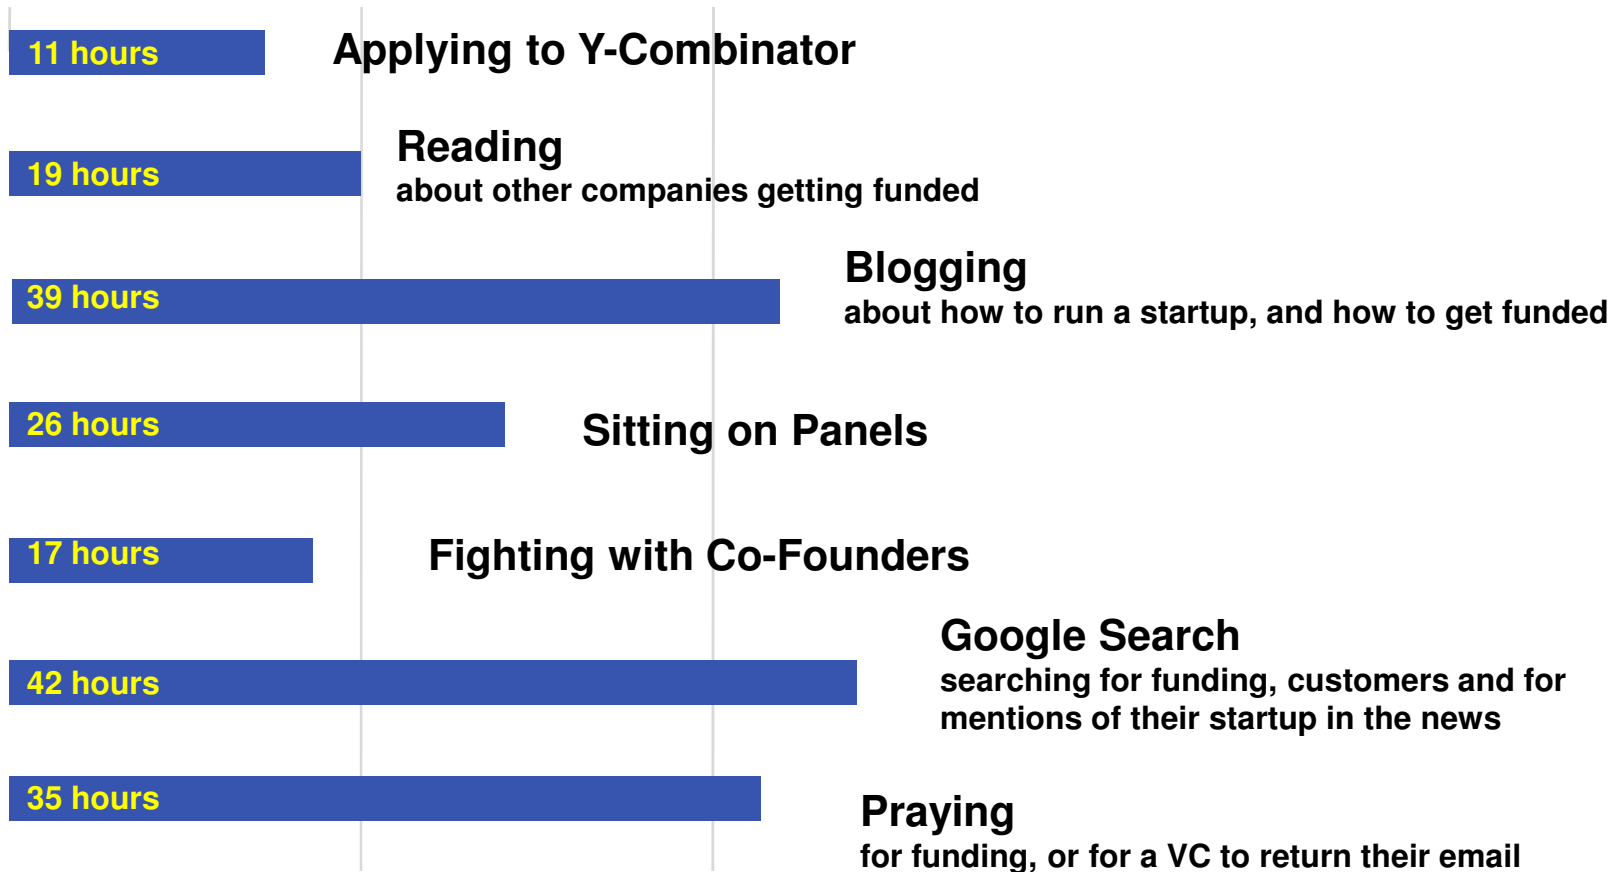 11 hours
Applying to Y-Combinator
19 hours
Reading
about other companies getting funded
39 hours
Blogging
about how to run a startup, and how to get funded
26 hours
Sitting on Panels
17 hours
Fighting with Co-Founders
42 hours
Google Search
searching for funding, customers and for
mentions of their startup in the news
35 hours
Praying
for funding, or for a VC to return their email